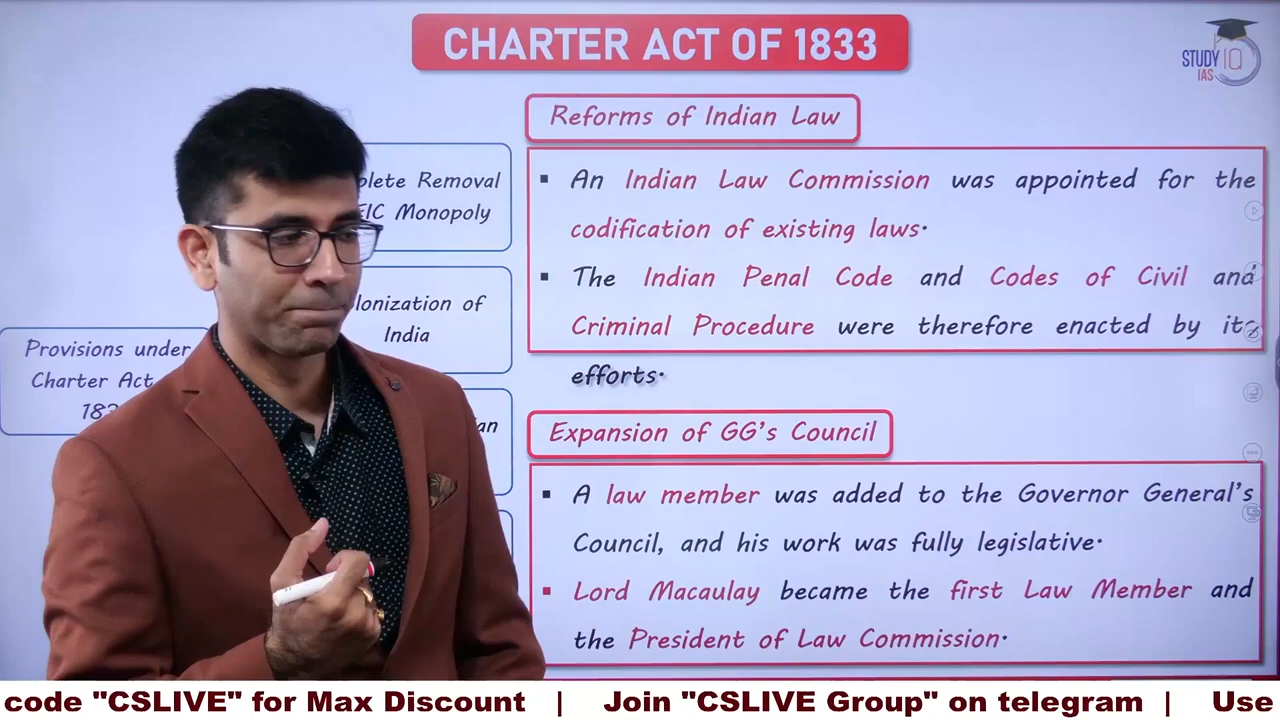 CHARTER ACT OF 1833
STUDY IQ
IAS
Reforms of Indian Law
▪ An Indian Law Commission was appointed for the
codification of existing laws.
▪ The Indian Penal Code and Codes of Civil and
Criminal Procedure were therefore enacted by its
efforts.
Expansion of GG's Council
▪ A law member was added to the Governor General's
Council, and his work was fully legislative.
▪ Lord Macaulay became the first Law Member and
the President of Law Commission.
Removal
EIC Monopoly
of
India
Provisions under
Charter Act
code "CSLIVE" for Max Discount | Join "CSLIVE Group" on telegram | Use